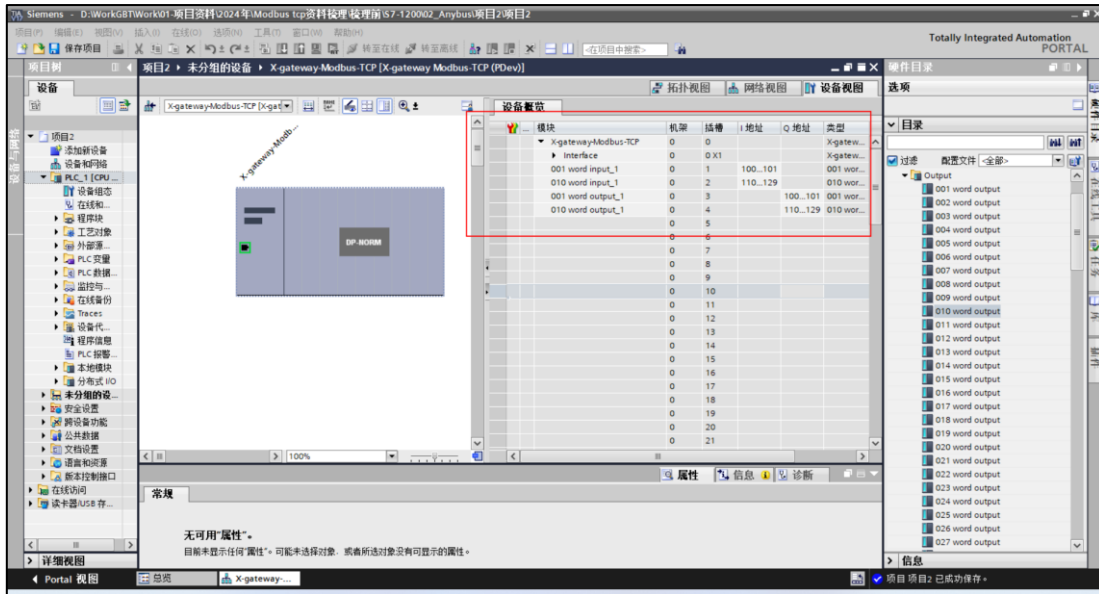 Siemens - D:\WorkGBT\Work\01-项目资料\2024年\Modbus tcp资料梳理\梳理前\S7-1200\02_Anybus\项目2\项目2
项目(P) 编辑(E) 视图(V) 插入(I) 在线(O) 选项(N) 工具(T) 窗口(W) 帮助(H)
Totally Integrated Automation
PORTAL
保存项目 转至在线 转至离线 <在项目中搜索>
项目树
项目2 ▸ 未分组的设备 ▸ X-gateway-Modbus-TCP [X-gateway Modbus-TCP (PDev)]
硬件目录
设备
拓扑视图 网络视图 设备视图
选项
X-gateway-Modbus-TCP [X-gat
设备概览
项目2
添加新设备
设备和网络
PLC_1 [CPU ...
设备组态
在线和...
程序块
工艺对象
外部源...
PLC 变量
PLC 数据...
监控与...
在线备份
Traces
设备代...
程序信息
PLC 报警...
本地模块
分布式 I/O
未分组的设...
安全设置
跨设备功能
公共数据
文档设置
语言和资源
版本控制接口
在线访问
读卡器/USB 存...
X-gateway-Modb...
DP-NORM
100%
... 模块 机架 插槽 I 地址 Q 地址 类型
X-gateway-Modbus-TCP 0 0 X-gatew...
Interface 0 0 X1 X-gatew...
001 word input_1 0 1 100...101 001 wor...
010 word input_1 0 2 110...129 010 wor...
001 word output_1 0 3 100...101 001 wor...
010 word output_1 0 4 110...129 010 wor...
0 5
0 6
0 7
0 8
0 9
0 10
0 11
0 12
0 13
0 14
0 15
0 16
0 17
0 18
0 19
0 20
0 21
目录
过滤 配置文件 <全部>
Output
001 word output
002 word output
003 word output
004 word output
005 word output
006 word output
007 word output
008 word output
009 word output
010 word output
011 word output
012 word output
013 word output
014 word output
015 word output
016 word output
017 word output
018 word output
019 word output
020 word output
021 word output
022 word output
023 word output
024 word output
025 word output
026 word output
027 word output
属性 信息 诊断
常规
无可用“属性”。
目前未显示任何“属性”。可能未选择对象，或者所选对象没有可显示的属性。
详细视图
信息
Portal 视图 总览 X-gateway-...
项目 项目2 已成功保存。